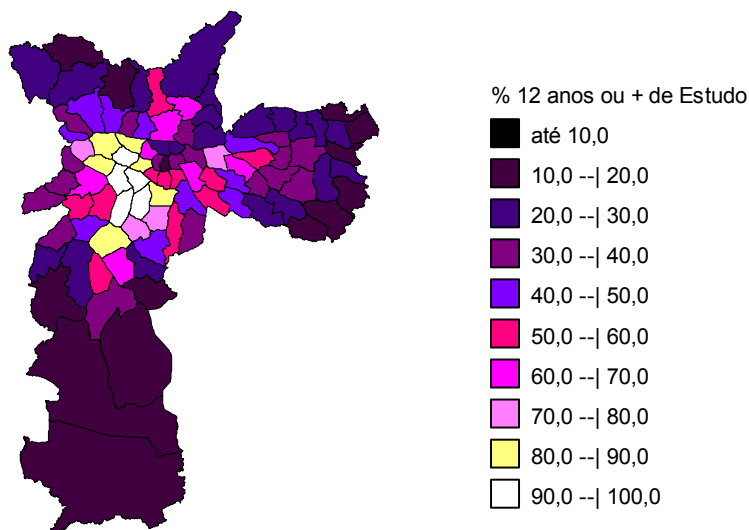 % 12 anos ou + de Estudo
até 10,0
10,0 --| 20,0
20,0 --| 30,0
30,0 --| 40,0
40,0 --| 50,0
50,0 --| 60,0
60,0 --| 70,0
70,0 --| 80,0
80,0 --| 90,0
90,0 --| 100,0